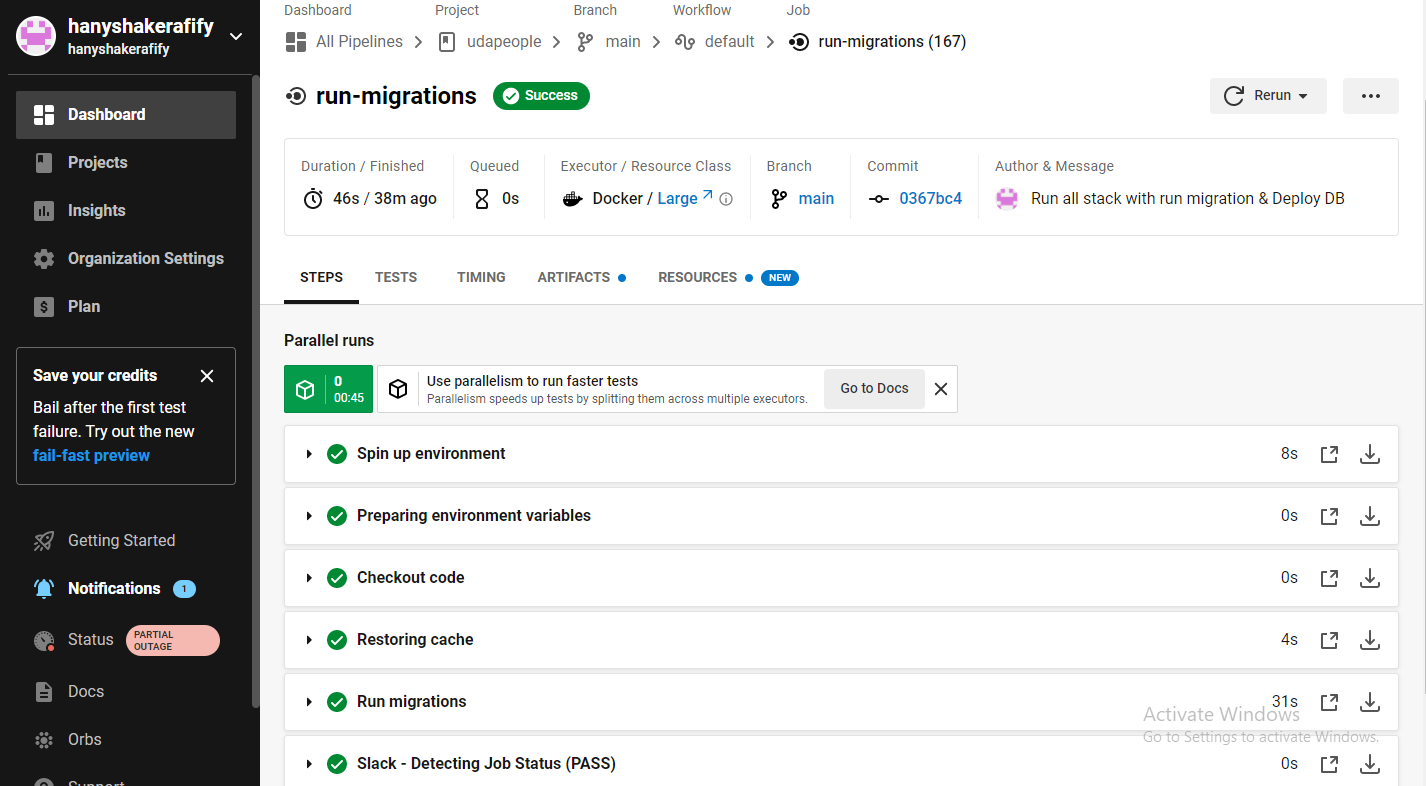 hanyshakerafify
hanyshakerafify
Dashboard
Projects
Insights
Organization Settings
Plan
Save your credits
Bail after the first test
failure. Try out the new
fail-fast preview
Getting Started
Notifications 1
Status PARTIAL OUTAGE
Docs
Orbs
Support
Dashboard Project Branch Workflow Job
All Pipelines udapeople main default run-migrations (167)
run-migrations Success Rerun
Duration / Finished Queued Executor / Resource Class Branch Commit Author & Message
46s / 38m ago 0s Docker / Large main 0367bc4 Run all stack with run migration & Deploy DB
STEPS TESTS TIMING ARTIFACTS RESOURCES NEW
Parallel runs
0
00:45
Use parallelism to run faster tests
Parallelism speeds up tests by splitting them across multiple executors.
Go to Docs
Spin up environment 8s
Preparing environment variables 0s
Checkout code 0s
Restoring cache 4s
Run migrations 31s
Activate Windows
Go to Settings to activate Windows.
Slack - Detecting Job Status (PASS) 0s